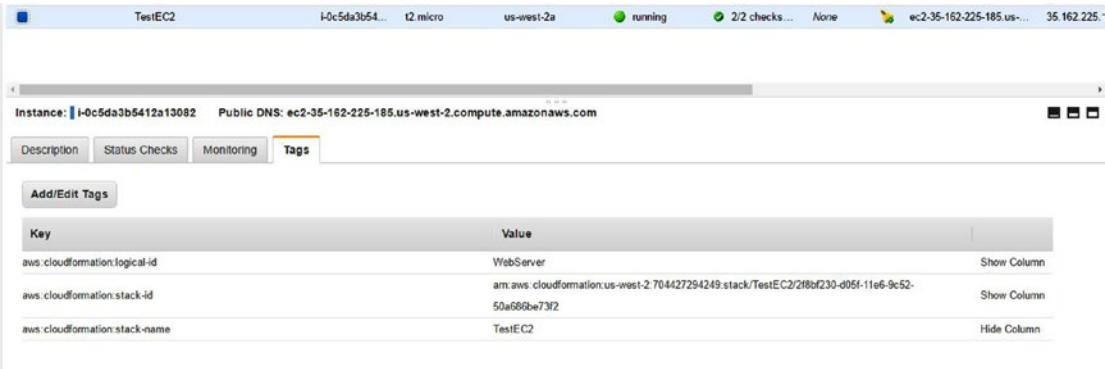 TestEC2 i-0c5da3b54... t2.micro us-west-2a running 2/2 checks... None ec2-35-162-225-185.us-... 35.162.225.1
Instance: i-0c5da3b5412a13082 Public DNS: ec2-35-162-225-185.us-west-2.compute.amazonaws.com
Description Status Checks Monitoring Tags
Add/Edit Tags
Key Value
aws:cloudformation:logical-id WebServer Show Column
aws:cloudformation:stack-id arn:aws:cloudformation:us-west-2:704427294249:stack/TestEC2/2f8bf230-d05f-11e6-9c52-
50a686be73f2 Show Column
aws:cloudformation:stack-name TestEC2 Hide Column